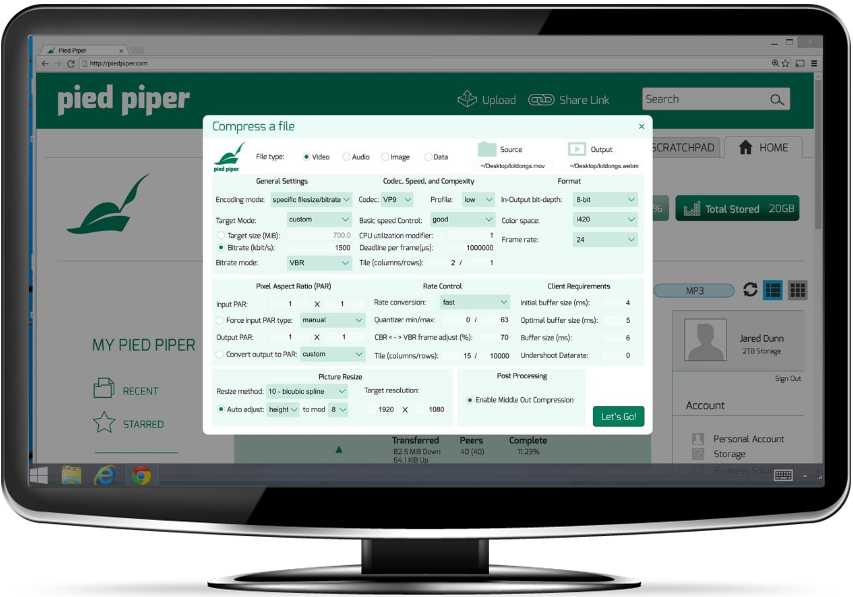 Pied Piper
http://piedpiper.com
pied piper
Upload
Share Link
Search
SCRATCHPAD
HOME
Total Stored 20GB
MP3
Jared Dunn
2TB Storage
Sign Out
Account
Personal Account
Storage
Business Solu
MY PIED PIPER
RECENT
STARRED
Compress a file
pied piper
File type: Video Audio Image Data
Source
~/Desktop/loldongs.mov
Output
~/Desktop/loldongs.webm
General Settings
Encoding mode: specific filesize/bitrate
Target Mode: custom
Target size (MiB): 700.0
Bitrate (kbit/s): 1500
Bitrate mode: VBR
Codec, Speed, and Compexity
Codec: VP9 Profile: low
Basic speed Control: good
CPU utilization modifier: 1
Deadline per frame(µs): 1000000
Tile (columns/rows): 2 / 1
Format
In-Output bit-depth: 8-bit
Color space: i420
Frame rate: 24
Pixel Aspect Ratio (PAR)
Input PAR: 1 X 1
Force input PAR type: manual
Output PAR: 1 X 1
Convert output to PAR: custom
Rate Control
Rate conversion: fast
Quantizer min/max: 0 / 63
CBR <-> VBR frame adjust (%): 70
Tile (columns/rows): 15 / 10000
Client Requirements
Initial buffer size (ms): 4
Optimal buffer size (ms): 5
Buffer size (ms): 6
Undershoot Datarate: 0
Picture Resize
Resize method: 10 - bicubic spline
Auto adjust: height to mod 8
Target resolution:
1920 X 1080
Post Processing
Enable Middle Out Compression
Let's Go!
Transferred Peers Complete
82.5 MiB Down 40 (40) 11.23%
64.1 KiB Up